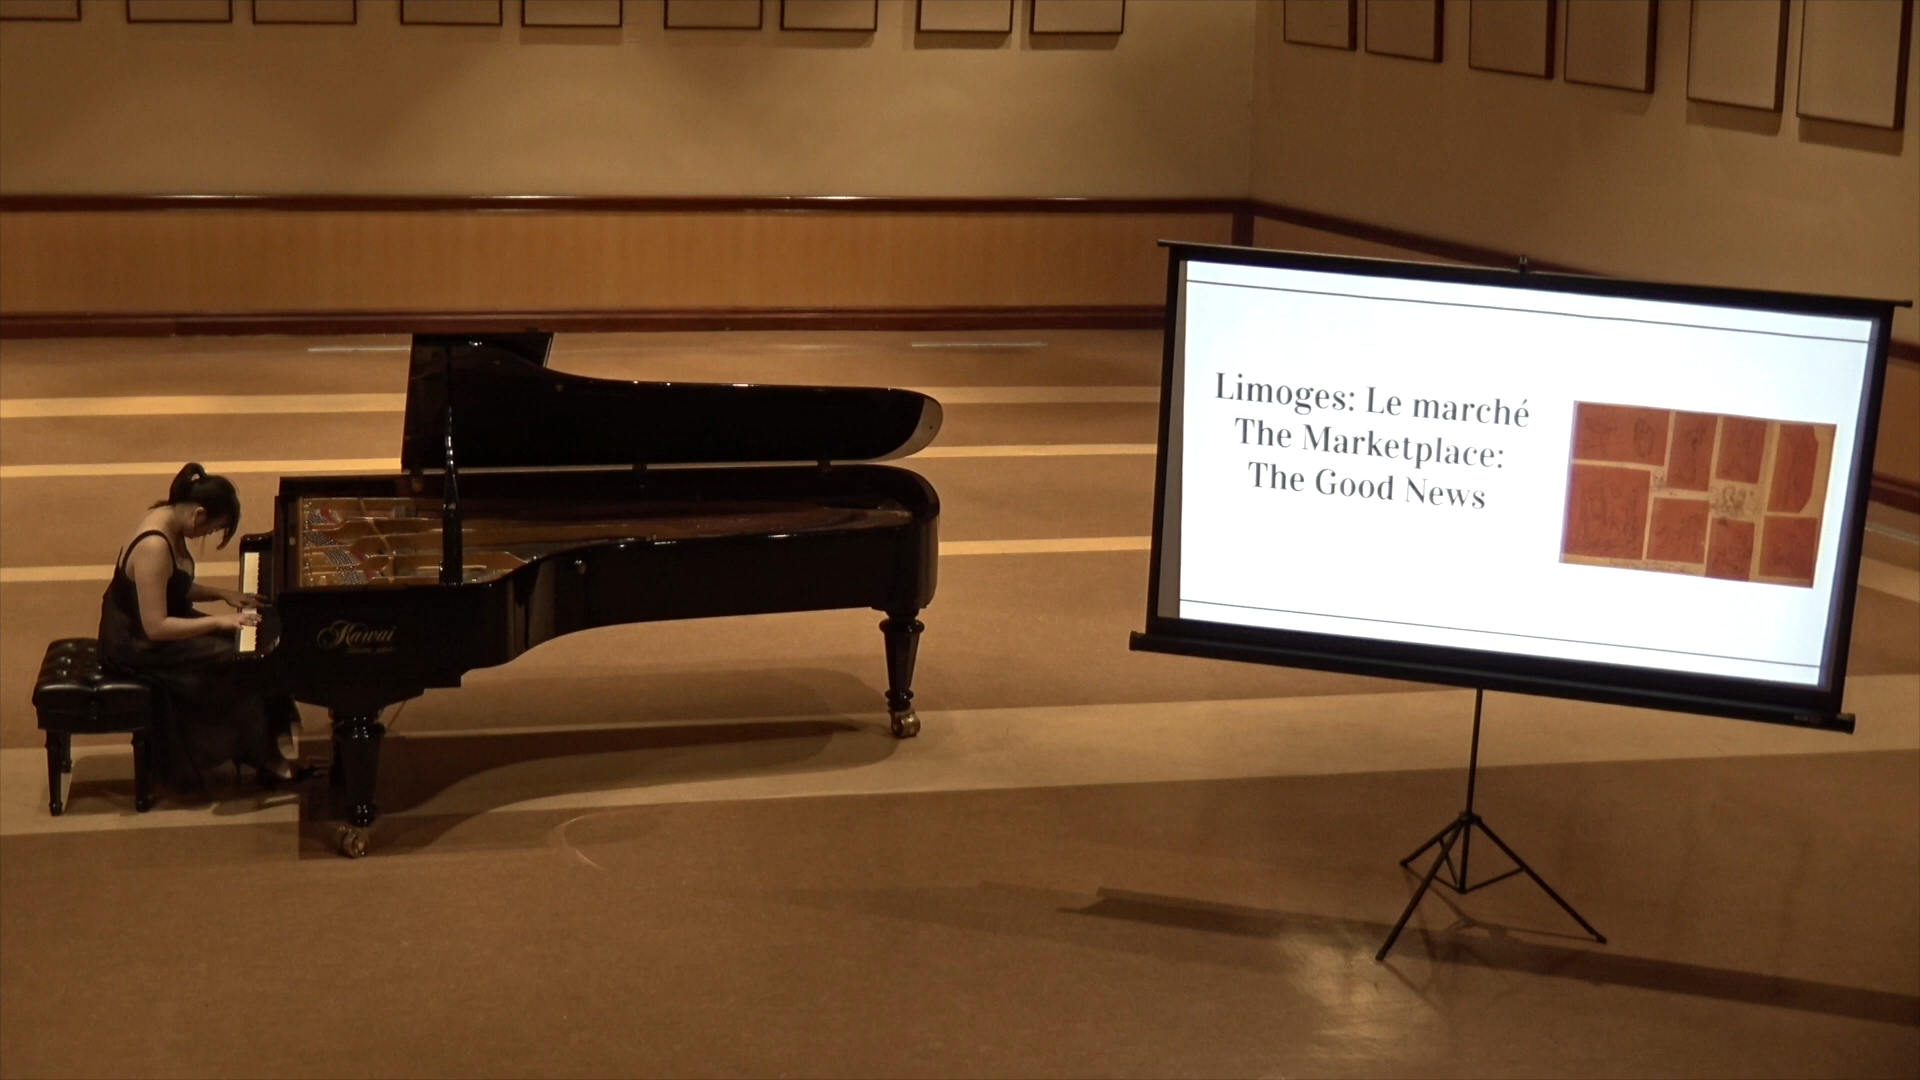 Kawai
Limoges: Le marché
The Marketplace:
The Good News